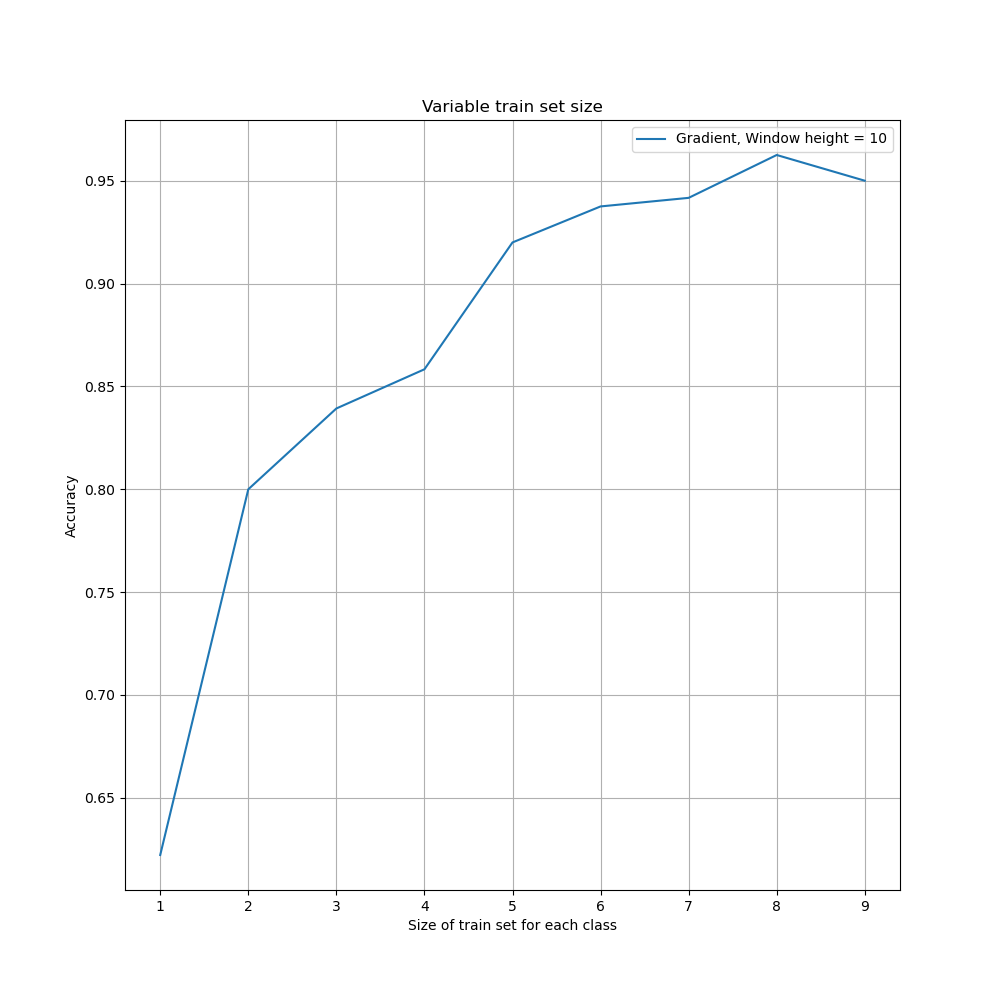 Variable train set size
Gradient, Window height = 10
0.95
0.90
0.85
0.80
0.75
0.70
0.65
Accuracy
1 2 3 4 5 6 7 8 9
Size of train set for each class